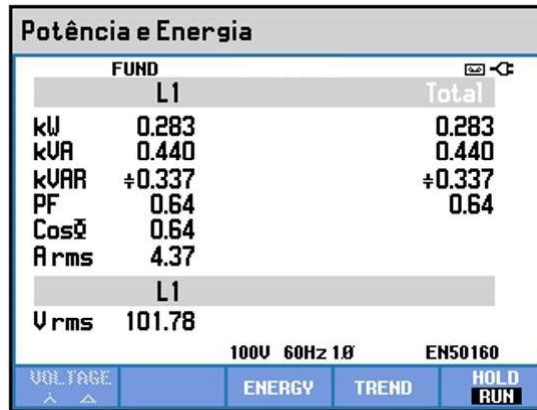 Potência e Energia
FUND
L1 Total
kW 0.283 0.283
kVA 0.440 0.440
kVAR ÷0.337 ÷0.337
PF 0.64 0.64
CosΦ 0.64
A rms 4.37
L1
V rms 101.78
100V 60Hz 1Ø EN50160
VOLTAGE ENERGY TREND HOLD
RUN